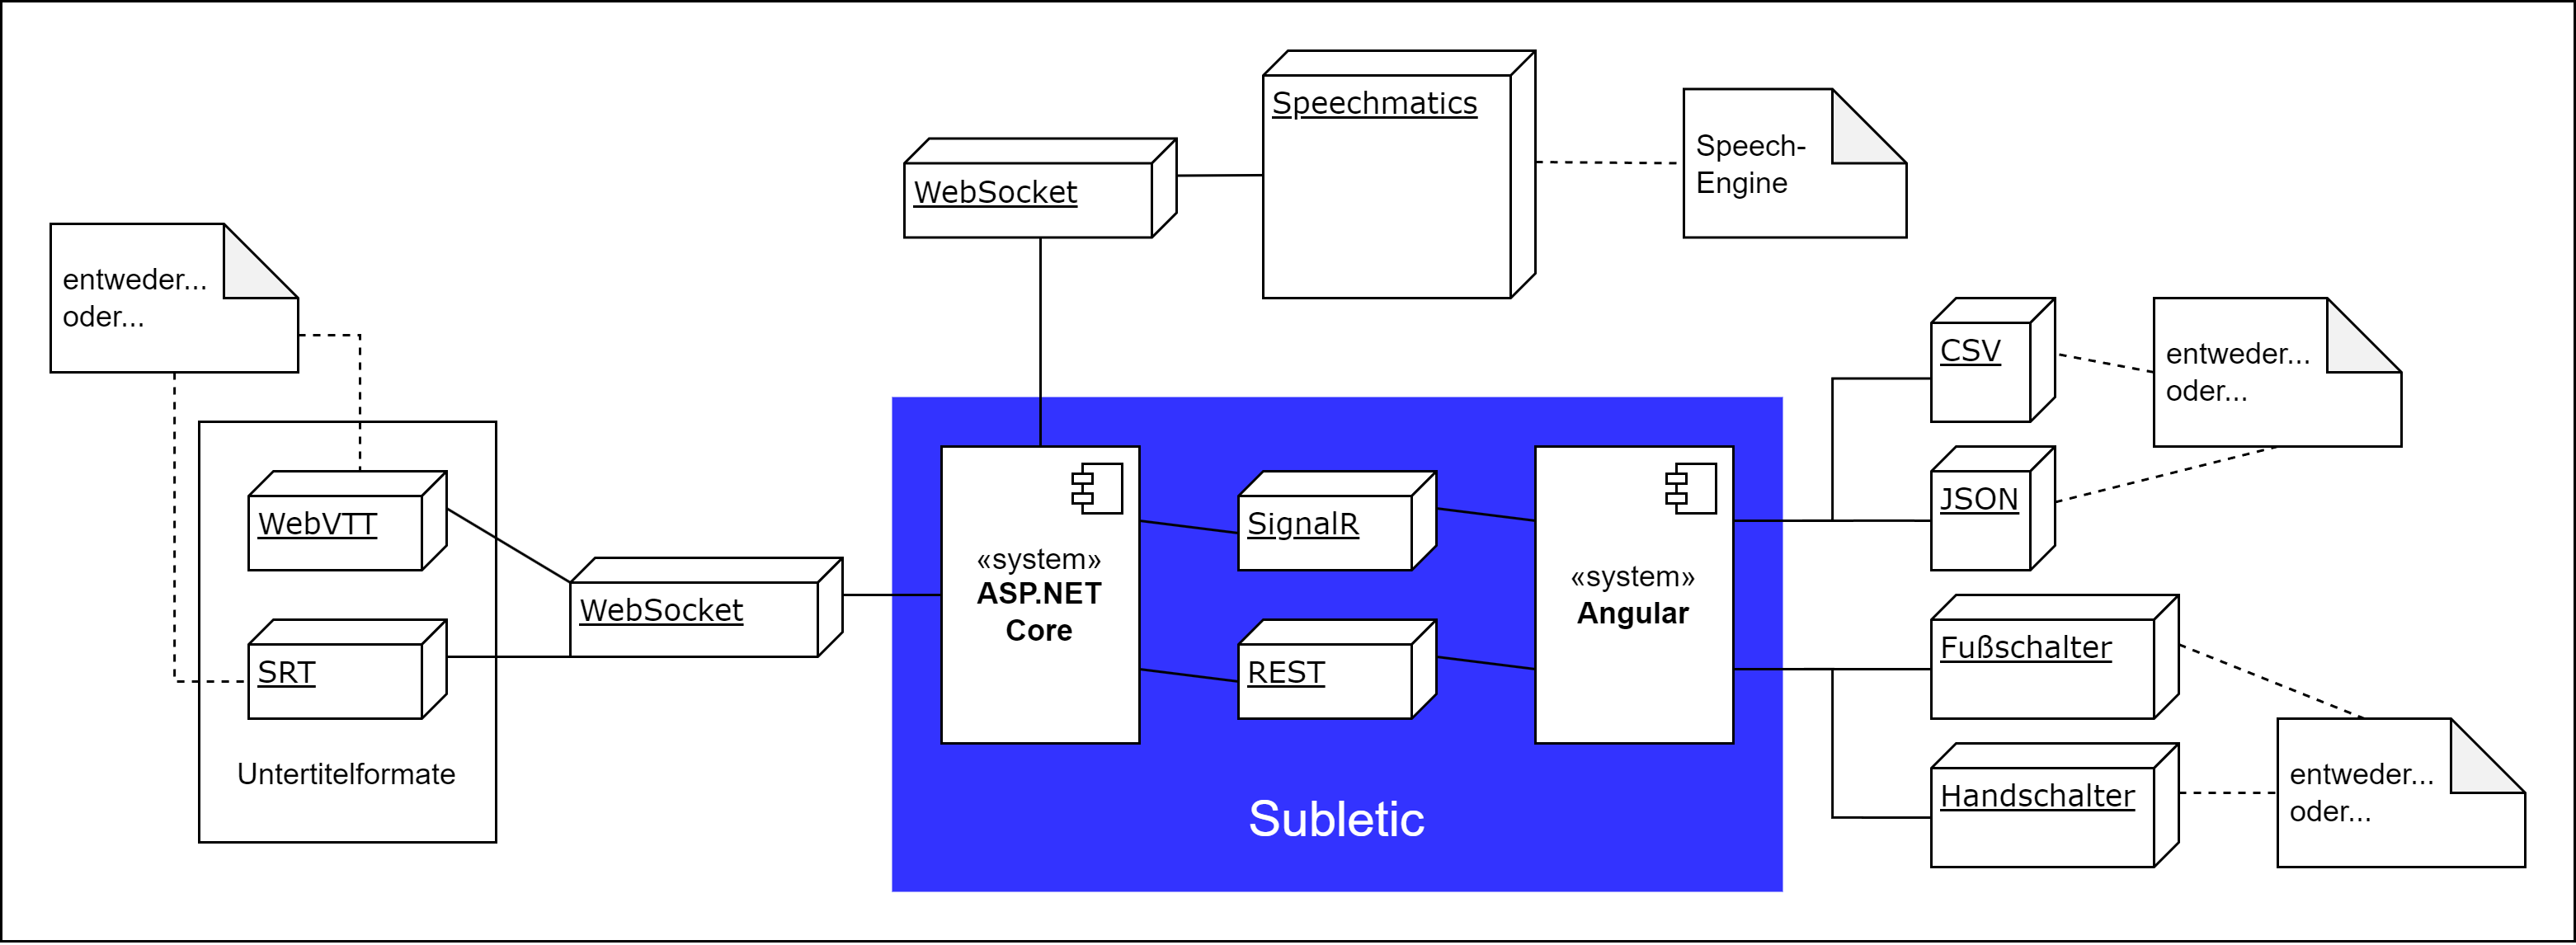 Speechmatics
Speech-
Engine
WebSocket
entweder...
oder...
CSV
entweder...
oder...
WebVTT
SignalR
JSON
«system»
ASP.NET
Core
«system»
Angular
WebSocket
SRT
REST
Fußschalter
Untertitelformate
Handschalter
entweder...
oder...
Subletic